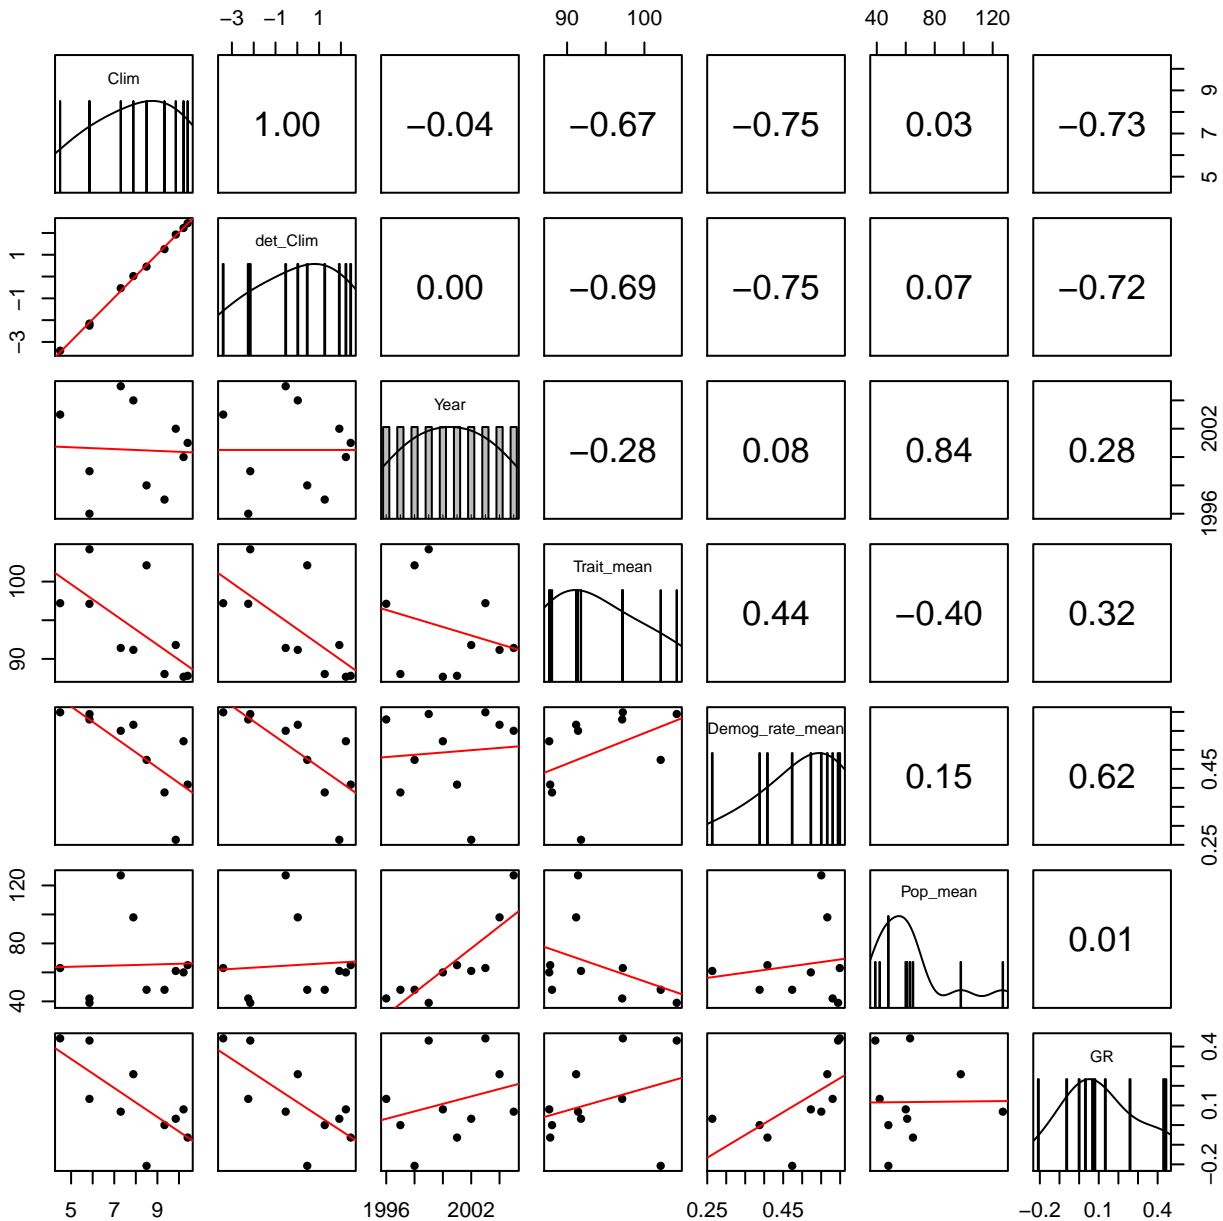 −3 −1 1 90 100 40 80 120
Clim 1.00 −0.04 −0.67 −0.75 0.03 −0.73 5 7 9
−3 −1 1 det_Clim 0.00 −0.69 −0.75 0.07 −0.72
Year −0.28 0.08 0.84 0.28 1996 2002
90 100 Trait_mean 0.44 −0.40 0.32
Demog_rate_mean 0.15 0.62 0.25 0.45
40 80 120 Pop_mean 0.01
GR −0.2 0.1 0.4
5 7 9 1996 2002 0.25 0.45 −0.2 0.1 0.4